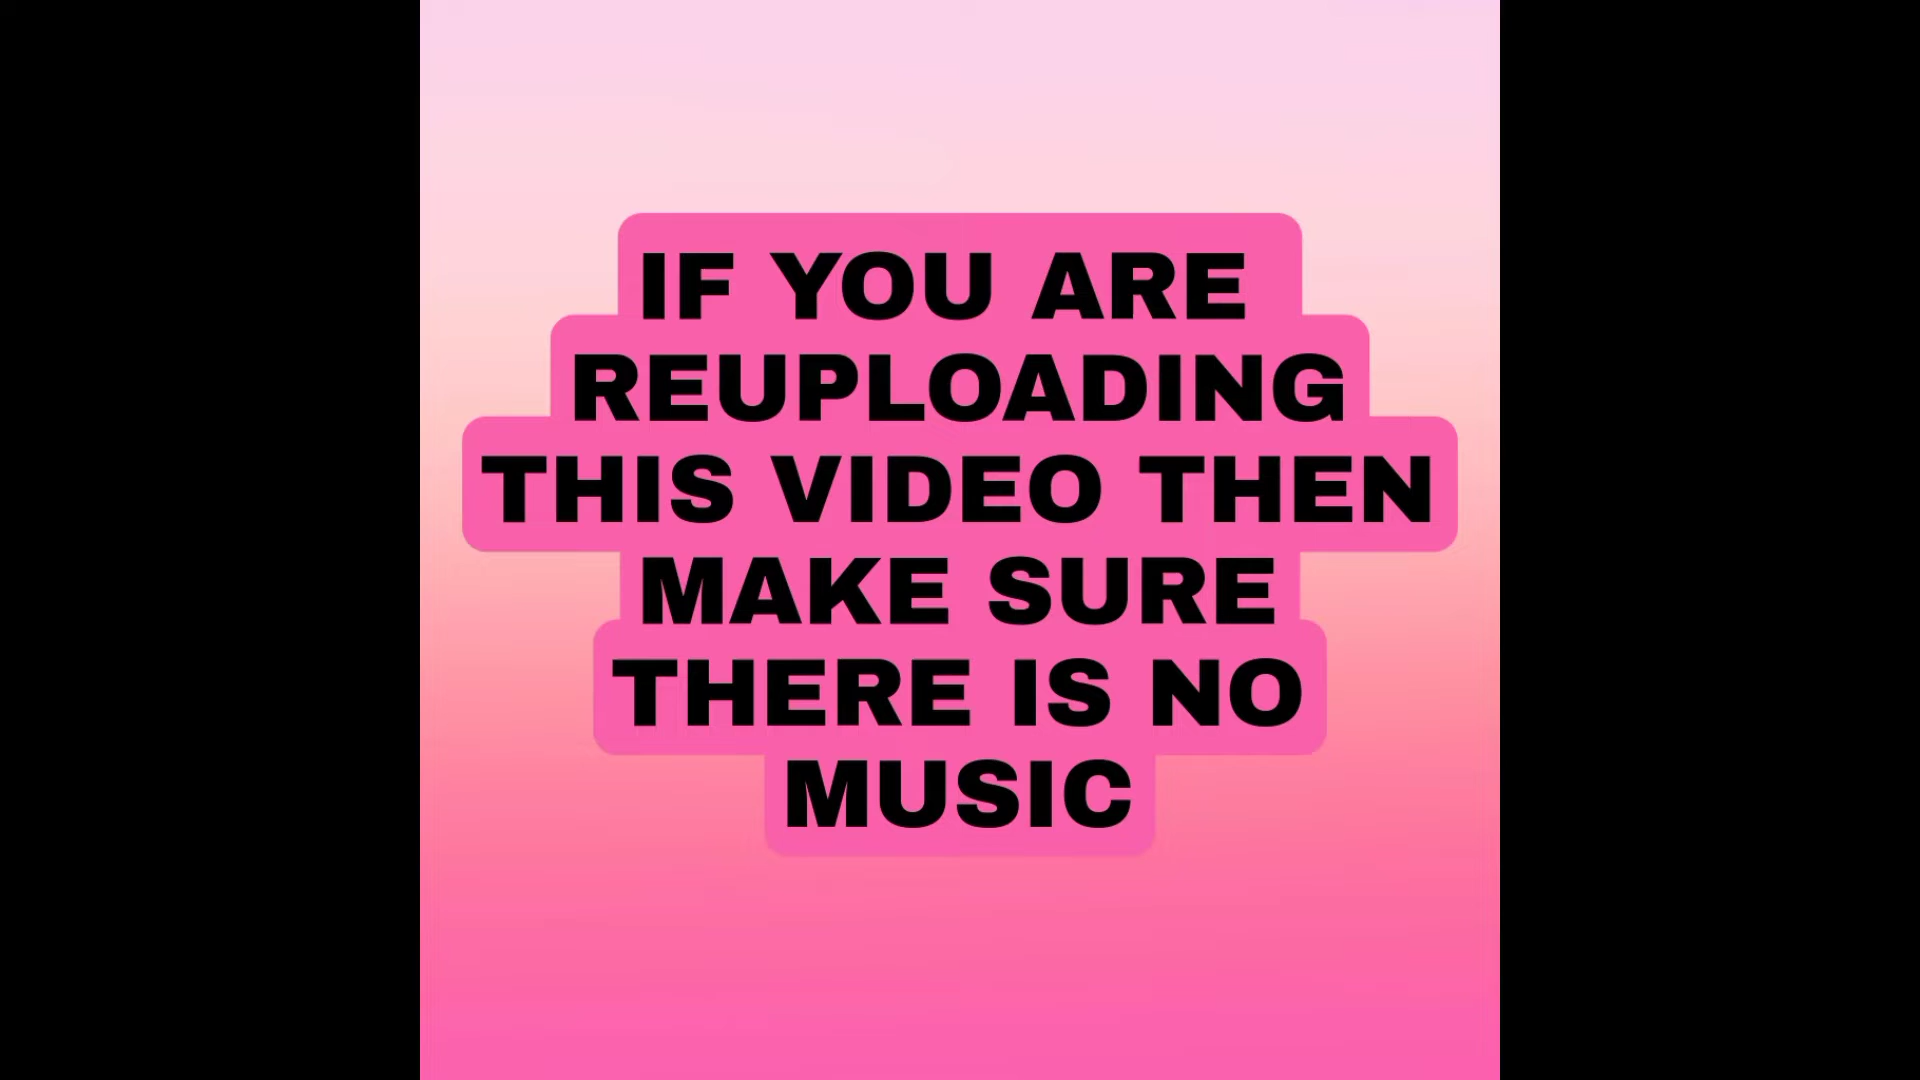 IF YOU ARE
REUPLOADING
THIS VIDEO THEN
MAKE SURE
THERE IS NO
MUSIC